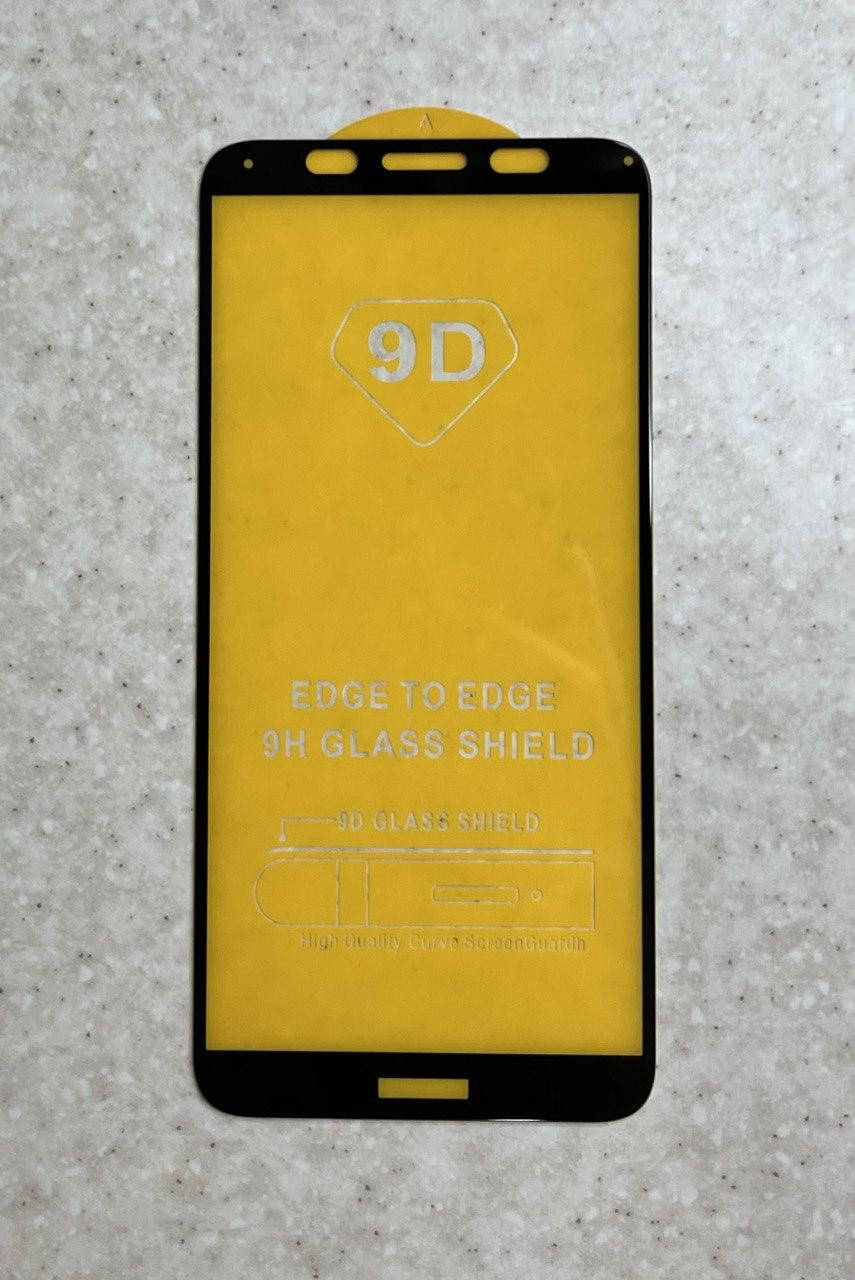 A
9D
EDGE TO EDGE
9H GLASS SHIELD
9D GLASS SHIELD
High Quality Curve ScreenGuardh